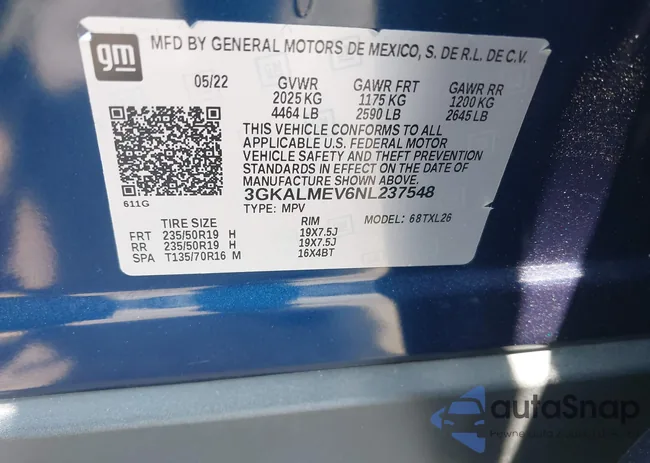 gm
MFD BY GENERAL MOTORS DE MEXICO, S. DE R.L. DE C.V.
05/22 GVWR GAWR FRT GAWR RR
2025 KG 1175 KG 1200 KG
4464 LB 2590 LB 2645 LB
THIS VEHICLE CONFORMS TO ALL
APPLICABLE U.S. FEDERAL MOTOR
VEHICLE SAFETY AND THEFT PREVENTION
STANDARDS IN EFFECT ON THE DATE OF
MANUFACTURE SHOWN ABOVE.
3GKALMEV6NL237548
611G
TYPE: MPV MODEL: 68TXL26
TIRE SIZE RIM
FRT 235/50R19 H 19X7.5J
RR 235/50R19 H 19X7.5J
SPA T135/70R16 M 16X4BT
autoSnap